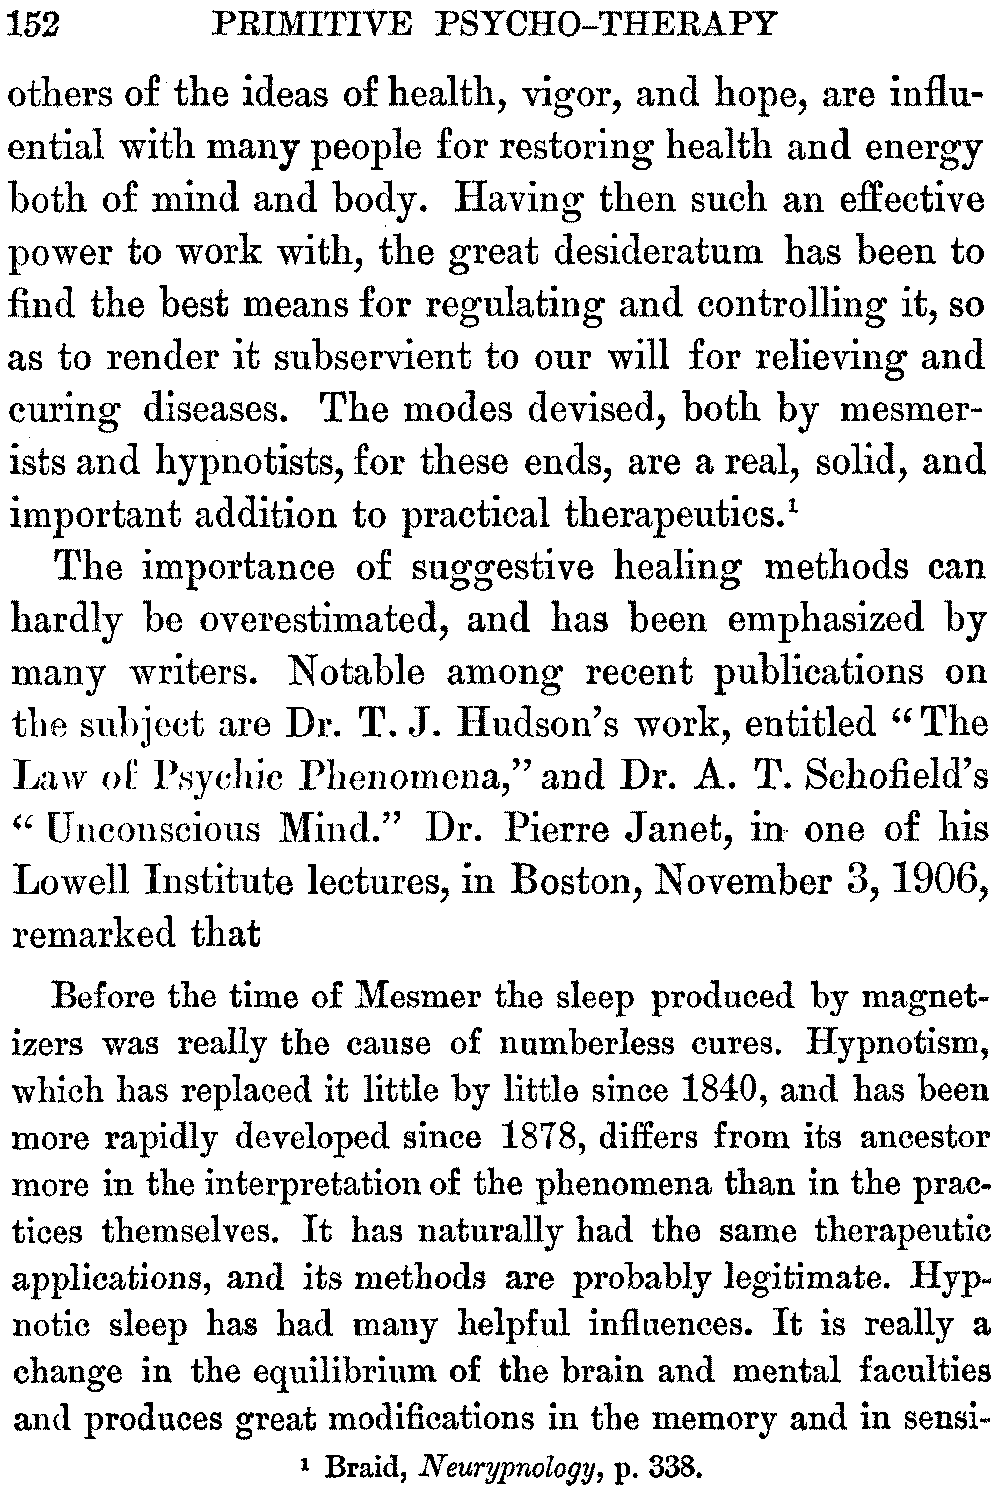 152 PRIMITIVE PSYCHO-THERAPY
others of the ideas of health, vigor, and hope, are influ-
ential with many people for restoring health and energy
both of mind and body. Having then such an effective
power to work with, the great desideratum has been to
find the best means for regulating and controlling it, so
as to render it subservient to our will for relieving and
curing diseases. The modes devised, both by mesmer-
ists and hypnotists, for these ends, are a real, solid, and
important addition to practical therapeutics.¹
The importance of suggestive healing methods can
hardly be overestimated, and has been emphasized by
many writers. Notable among recent publications on
the subject are Dr. T. J. Hudson's work, entitled “The
Law of Psychic Phenomena,” and Dr. A. T. Schofield's
“Unconscious Mind.” Dr. Pierre Janet, in one of his
Lowell Institute lectures, in Boston, November 3, 1906,
remarked that
Before the time of Mesmer the sleep produced by magnet-
izers was really the cause of numberless cures. Hypnotism,
which has replaced it little by little since 1840, and has been
more rapidly developed since 1878, differs from its ancestor
more in the interpretation of the phenomena than in the prac-
tices themselves. It has naturally had the same therapeutic
applications, and its methods are probably legitimate. Hyp-
notic sleep has had many helpful influences. It is really a
change in the equilibrium of the brain and mental faculties
and produces great modifications in the memory and in sensi-
¹ Braid, Neurypnology, p. 338.